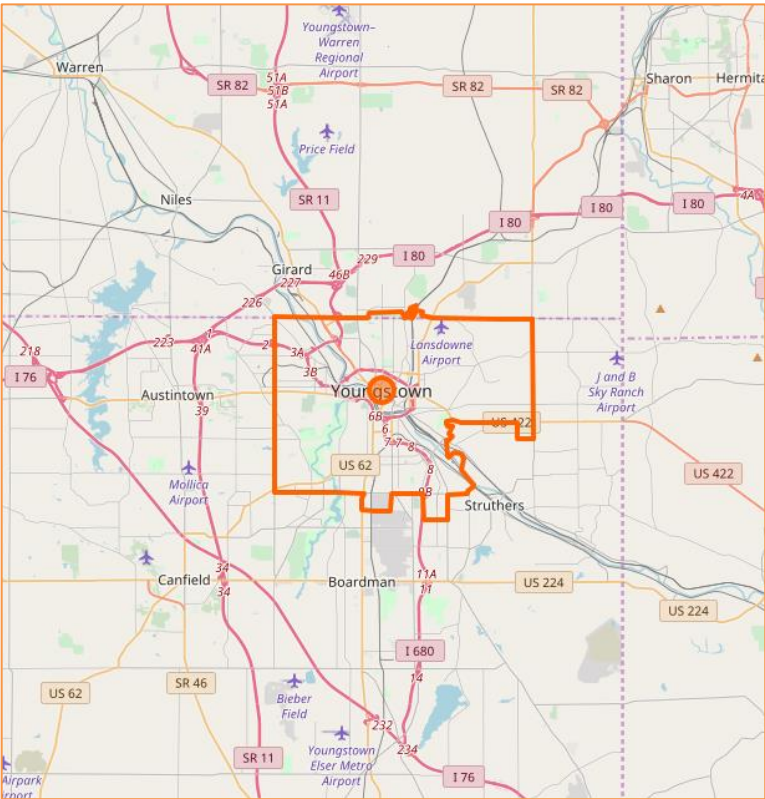 Youngstown–
Warren
Regional
Airport
Warren
SR 82
51A
51B
51A
SR 82
SR 82
Sharon
Hermita
Price Field
Niles
SR 11
4A
I 80
I 80
I 80
229
I 80
Girard
46B
227
226
1
223
41A
2
3A
3B
218
I 76
Lansdowne
Airport
J and B
Sky Ranch
Airport
Austintown
39
Youngstown
6B
6
7
7
8
US 422
US 62
8
US 422
Mollica
Airport
9B
Struthers
34
Canfield
34
Boardman
11A
11
US 224
US 224
I 680
14
SR 46
US 62
Bieber
Field
232
234
Youngstown
Elser Metro
Airport
SR 11
I 76
Airpark